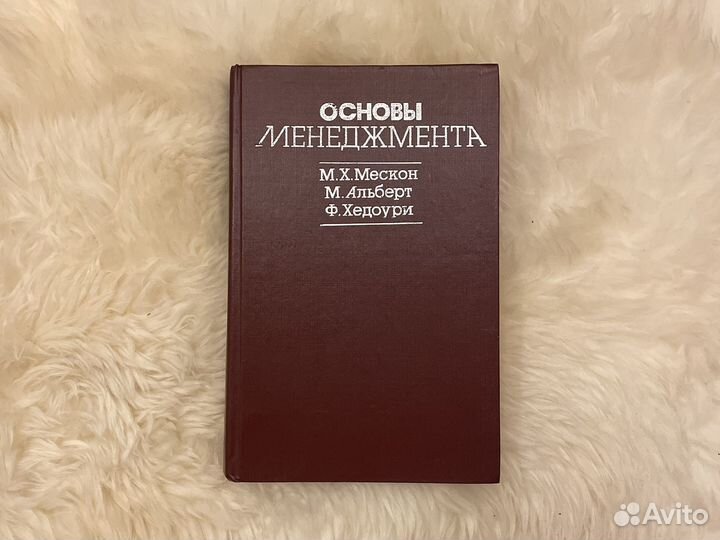 ОСНОВЫ
МЕНЕДЖМЕНТА
М.Х.Мескон
М.Альберт
Ф.Хедоури
Avito